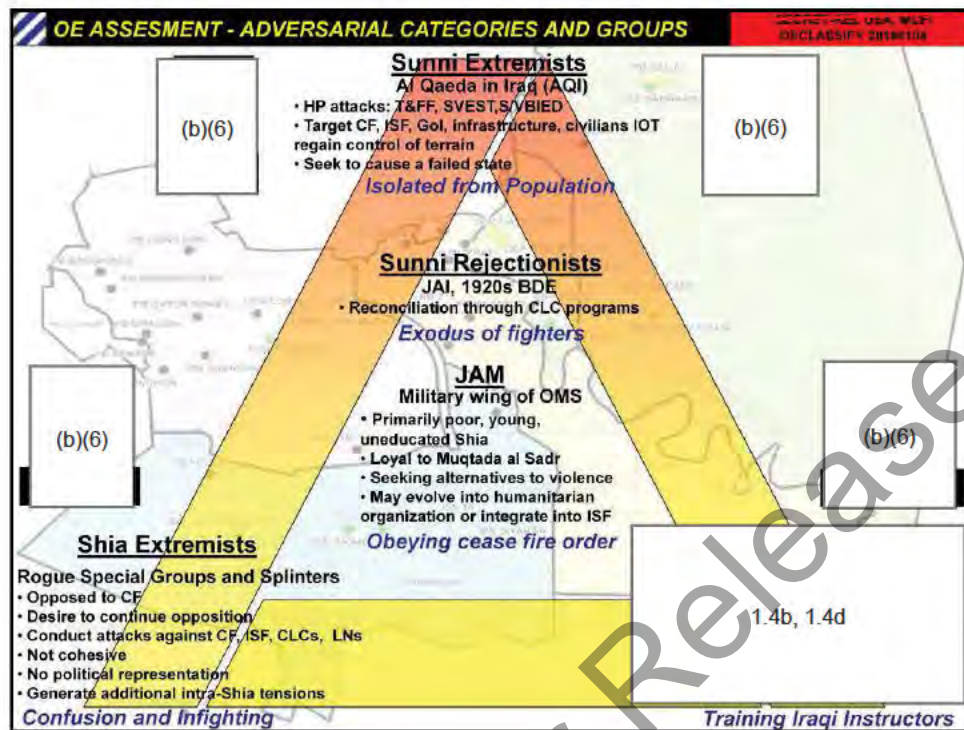 OE ASSESMENT - ADVERSARIAL CATEGORIES AND GROUPS
DECLASSIFY
Sunni Extremists
Al Qaeda in Iraq (AQI)
• HP attacks: T&FF, SVEST,S/VBIED
• Target CF, ISF, GoI, infrastructure, civilians IOT
regain control of terrain
• Seek to cause a failed state
Isolated from Population
(b)(6)
(b)(6)
Sunni Rejectionists
JAI, 1920s BDE
• Reconciliation through CLC programs
Exodus of fighters
JAM
Military wing of OMS
• Primarily poor, young,
uneducated Shia
• Loyal to Muqtada al Sadr
• Seeking alternatives to violence
• May evolve into humanitarian
organization or integrate into ISF
Obeying cease fire order
(b)(6)
(b)(6)
Shia Extremists
Rogue Special Groups and Splinters
• Opposed to CF
• Desire to continue opposition
• Conduct attacks against CF, ISF, CLCs, LNs
• Not cohesive
• No political representation
• Generate additional intra-Shia tensions
Confusion and Infighting
1.4b, 1.4d
Training Iraqi Instructors
Release